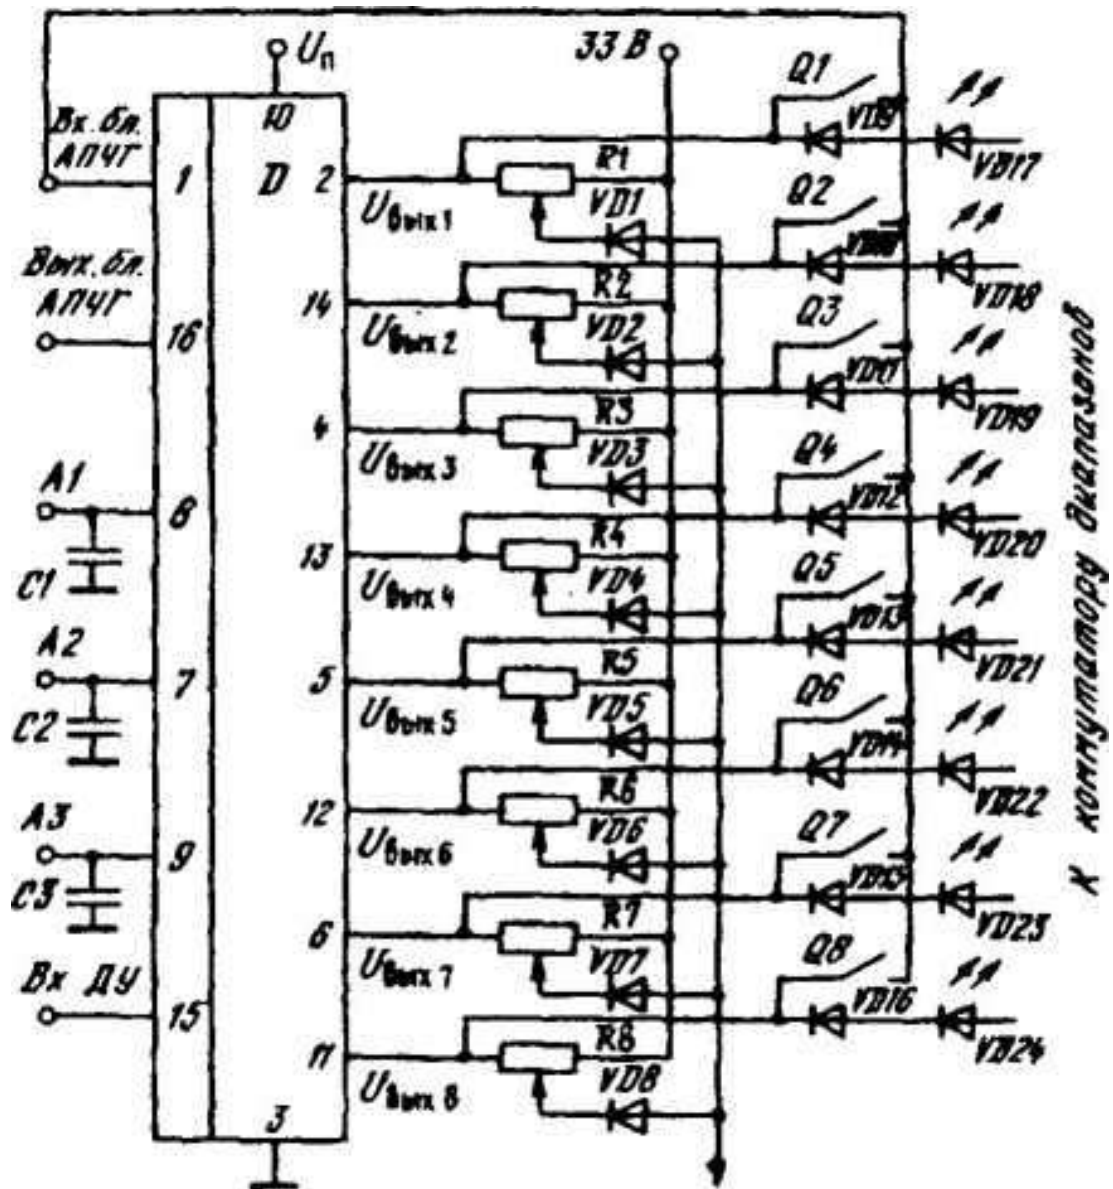 Uп
33 В
Q1
Вх. бл.
АПЧГ
10
VD9
1
D
2
R1
VD17
Uвых 1
VD1
Q2
Вых. бл.
АПЧГ
14
R2
VD18
Uвых 2
VD2
Q3
16
VD11
4
R3
VD19
Uвых 3
VD3
Q4
A1
8
VD12
13
R4
VD20
C1
Uвых 4
VD4
Q5
A2
VD13
7
5
R5
VD21
C2
Uвых 5
VD5
Q6
VD14
12
R6
VD22
A3
9
Uвых 6
VD6
Q7
C3
VD15
6
R7
VD23
Вх ДУ
Uвых 7
VD7
Q8
15
VD16
11
R8
VD24
Uвых 8
VD8
3
К коммутатору диапазонов